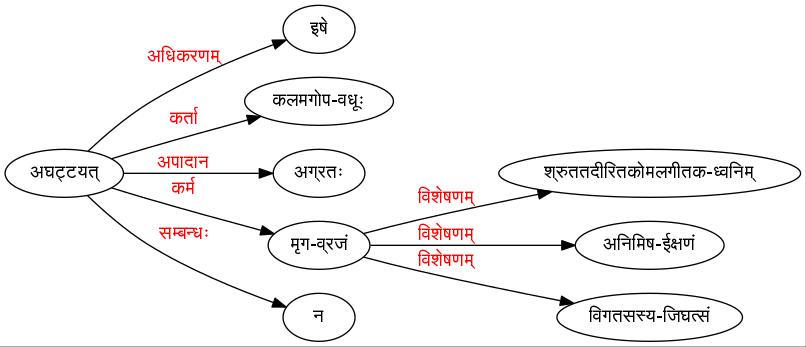 इषे
अधिकरणम्
कलमगोप-वधूः
कर्ता
अघट्टयत्
अपादान
अग्रतः
कर्म
श्रुततदीरितकोमलगीतक-ध्वनिम्
विशेषणम्
सम्बन्धः
मृग-व्रजं
विशेषणम्
अनिमिष-ईक्षणं
विशेषणम्
न
विगतसस्य-जिघत्सं